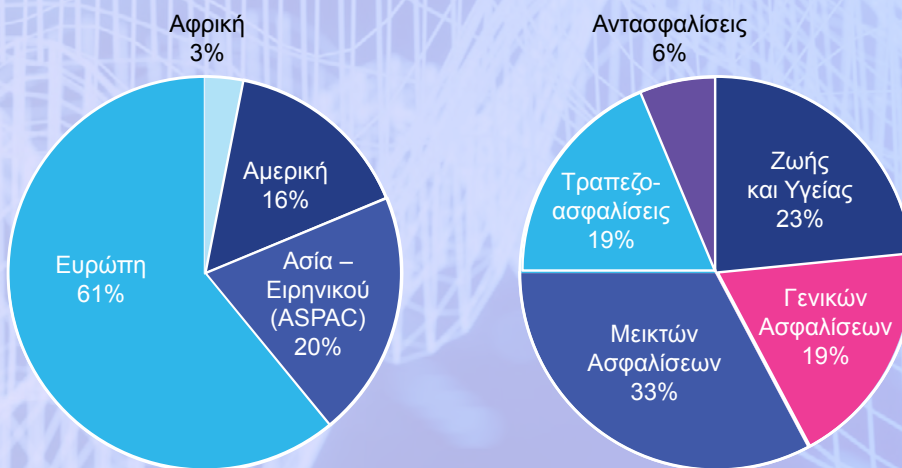 Αφρική
3%
Αμερική
16%
Ασία –
Ειρηνικού
(ASPAC)
20%
Ευρώπη
61%
Αντασφαλίσεις
6%
Ζωής
και Υγείας
23%
Γενικών
Ασφαλίσεων
19%
Μεικτών
Ασφαλίσεων
33%
Τραπεζο-
ασφαλίσεις
19%